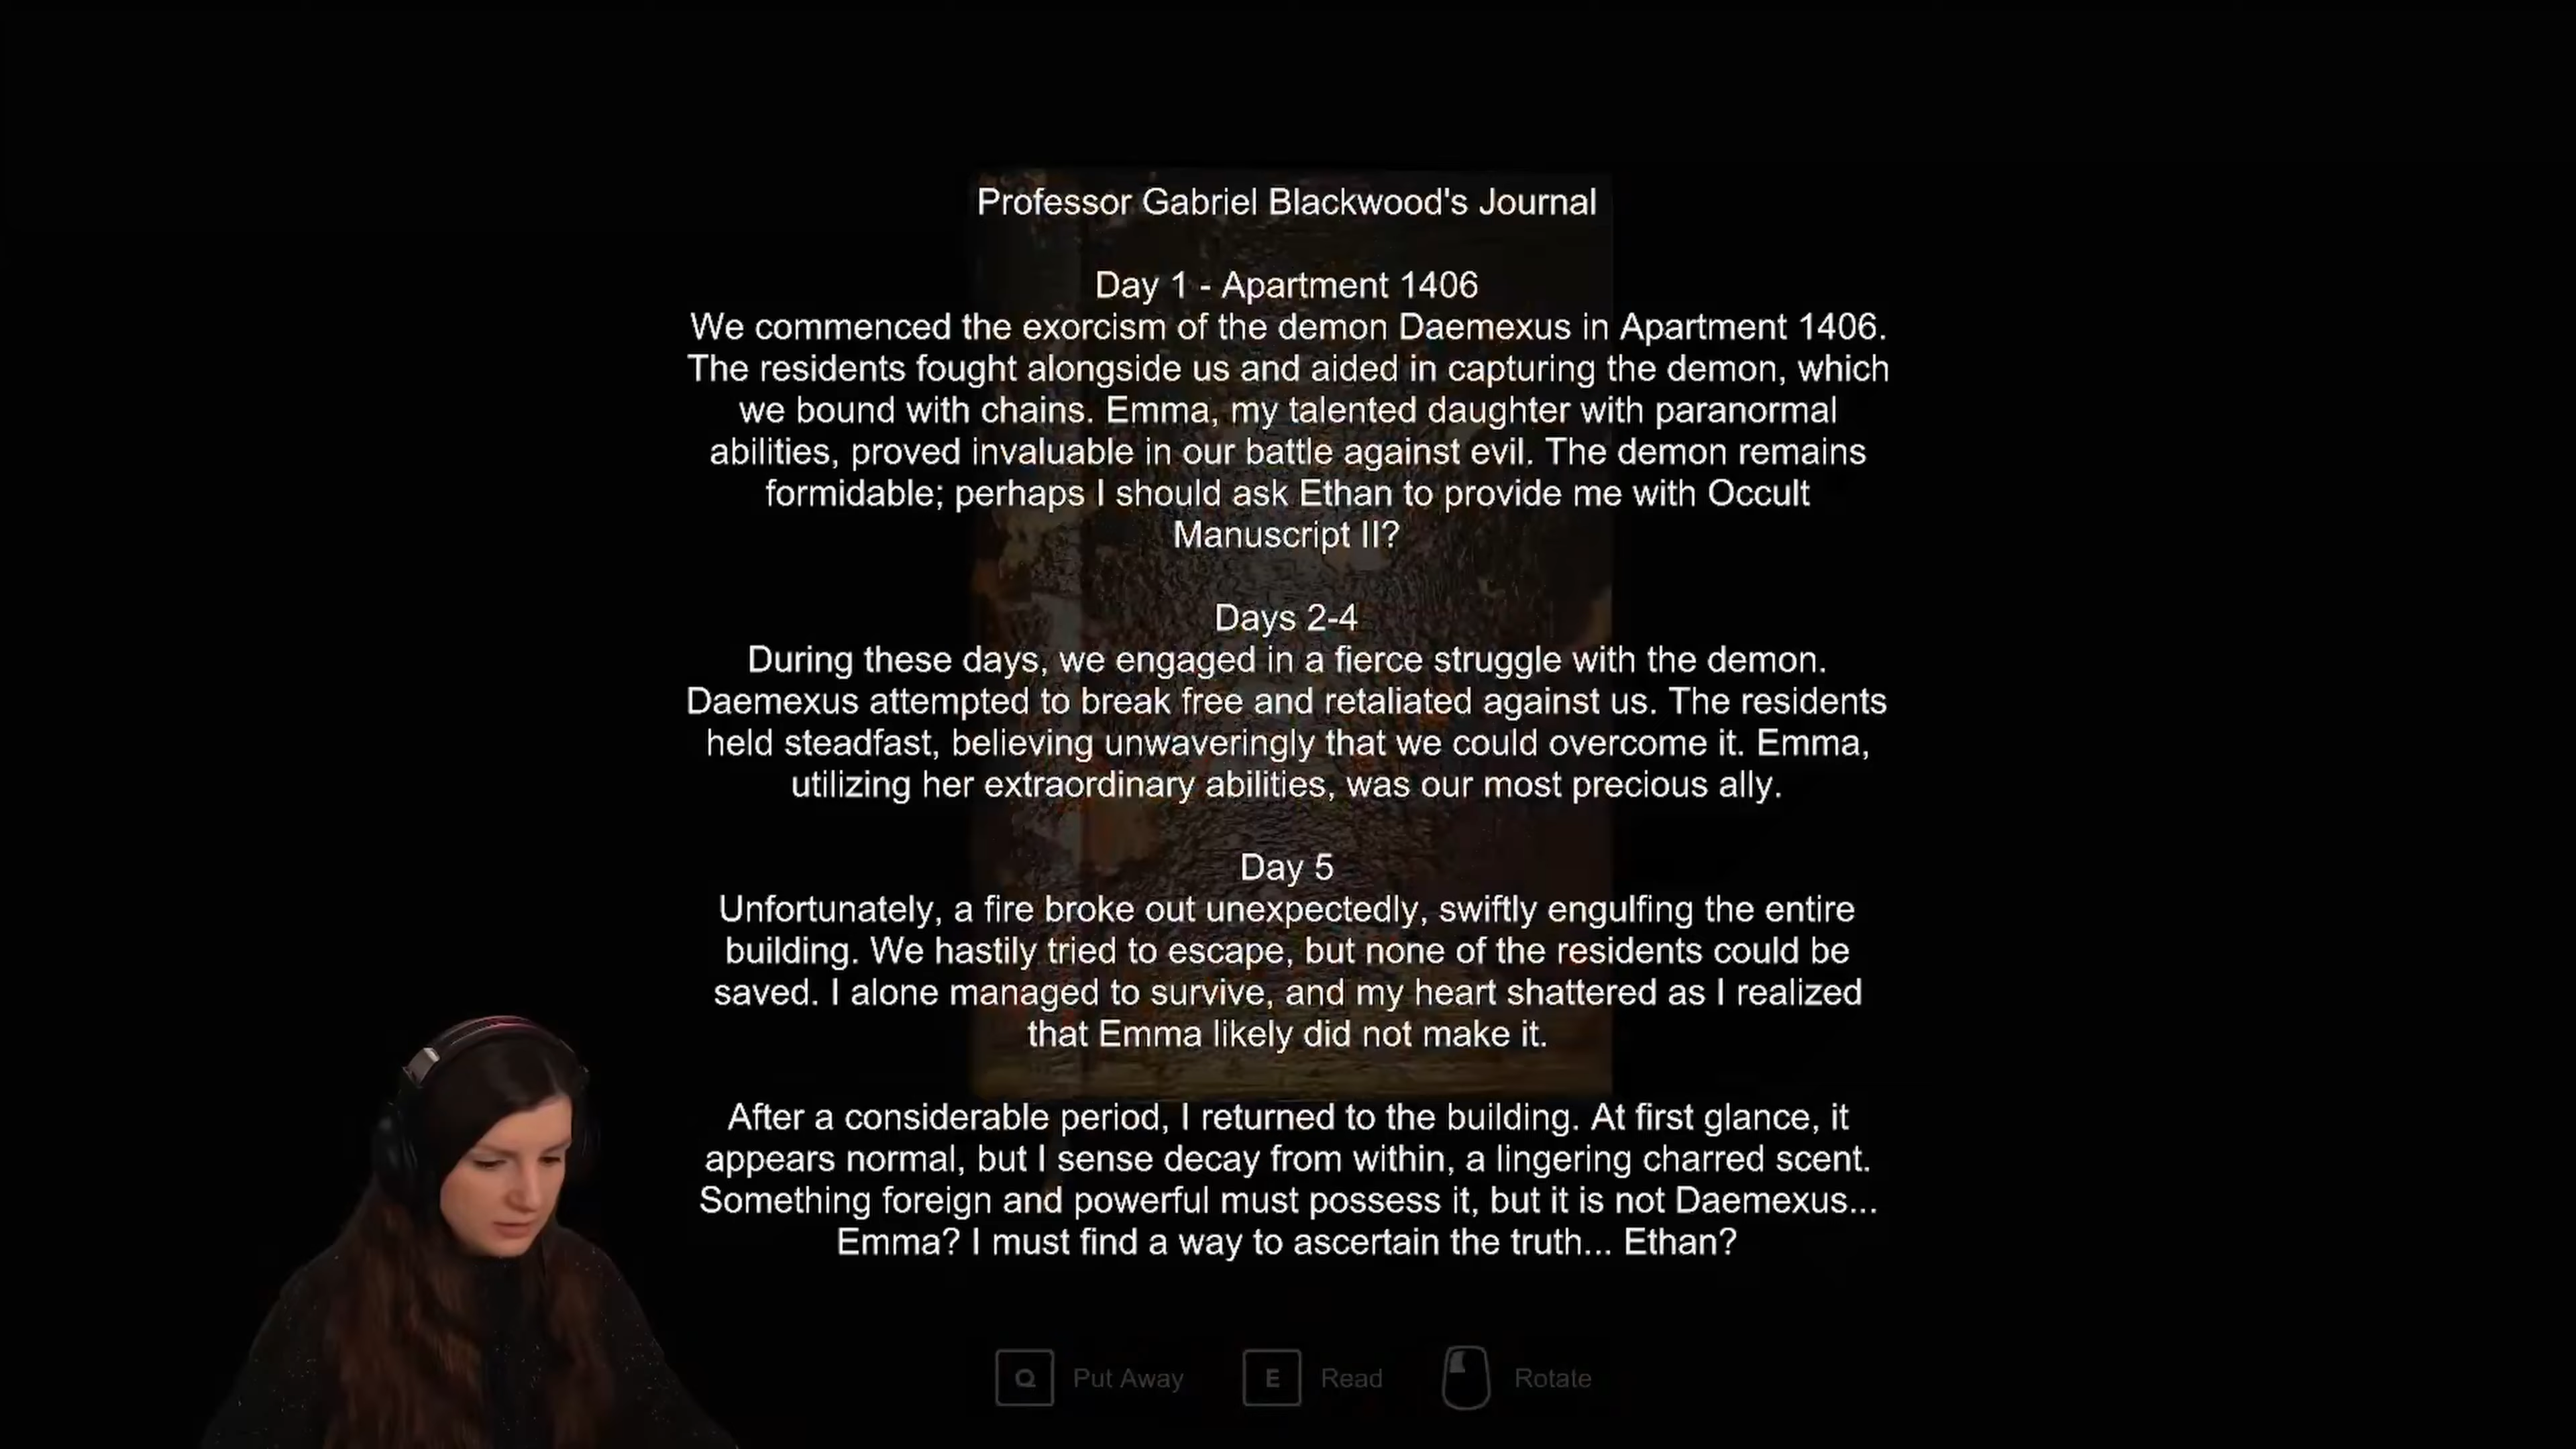 Professor Gabriel Blackwood's Journal
Day 1 - Apartment 1406
We commenced the exorcism of the demon Daemexus in Apartment 1406.
The residents fought alongside us and aided in capturing the demon, which
we bound with chains. Emma, my talented daughter with paranormal
abilities, proved invaluable in our battle against evil. The demon remains
formidable; perhaps I should ask Ethan to provide me with Occult
Manuscript II?
Days 2-4
During these days, we engaged in a fierce struggle with the demon.
Daemexus attempted to break free and retaliated against us. The residents
held steadfast, believing unwaveringly that we could overcome it. Emma,
utilizing her extraordinary abilities, was our most precious ally.
Day 5
Unfortunately, a fire broke out unexpectedly, swiftly engulfing the entire
building. We hastily tried to escape, but none of the residents could be
saved. I alone managed to survive, and my heart shattered as I realized
that Emma likely did not make it.
After a considerable period, I returned to the building. At first glance, it
appears normal, but I sense decay from within, a lingering charred scent.
Something foreign and powerful must possess it, but it is not Daemexus...
Emma? I must find a way to ascertain the truth... Ethan?
Q Put Away E Read Rotate